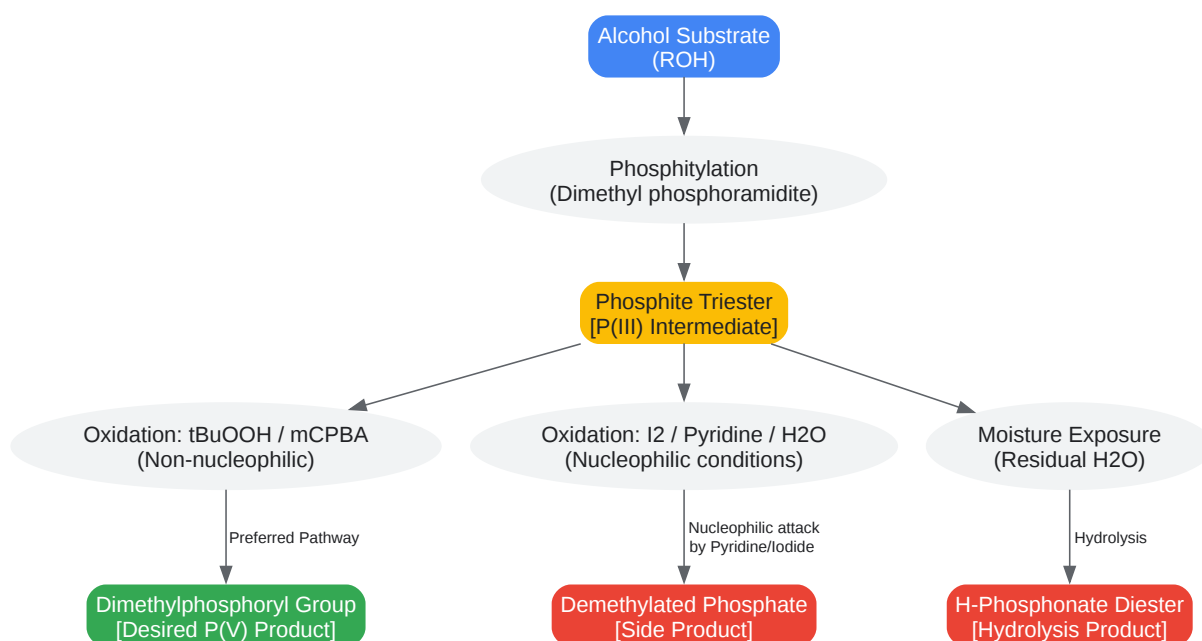 Alcohol Substrate
(ROH)
Phosphitylation
(Dimethyl phosphoramidite)
Phosphite Triester
[P(III) Intermediate]
Oxidation: tBuOOH / mCPBA
(Non-nucleophilic)
Oxidation: I2 / Pyridine / H2O
(Nucleophilic conditions)
Moisture Exposure
(Residual H2O)
Preferred Pathway
Nucleophilic attack
by Pyridine/Iodide
Hydrolysis
Dimethylphosphoryl Group
[Desired P(V) Product]
Demethylated Phosphate
[Side Product]
H-Phosphonate Diester
[Hydrolysis Product]